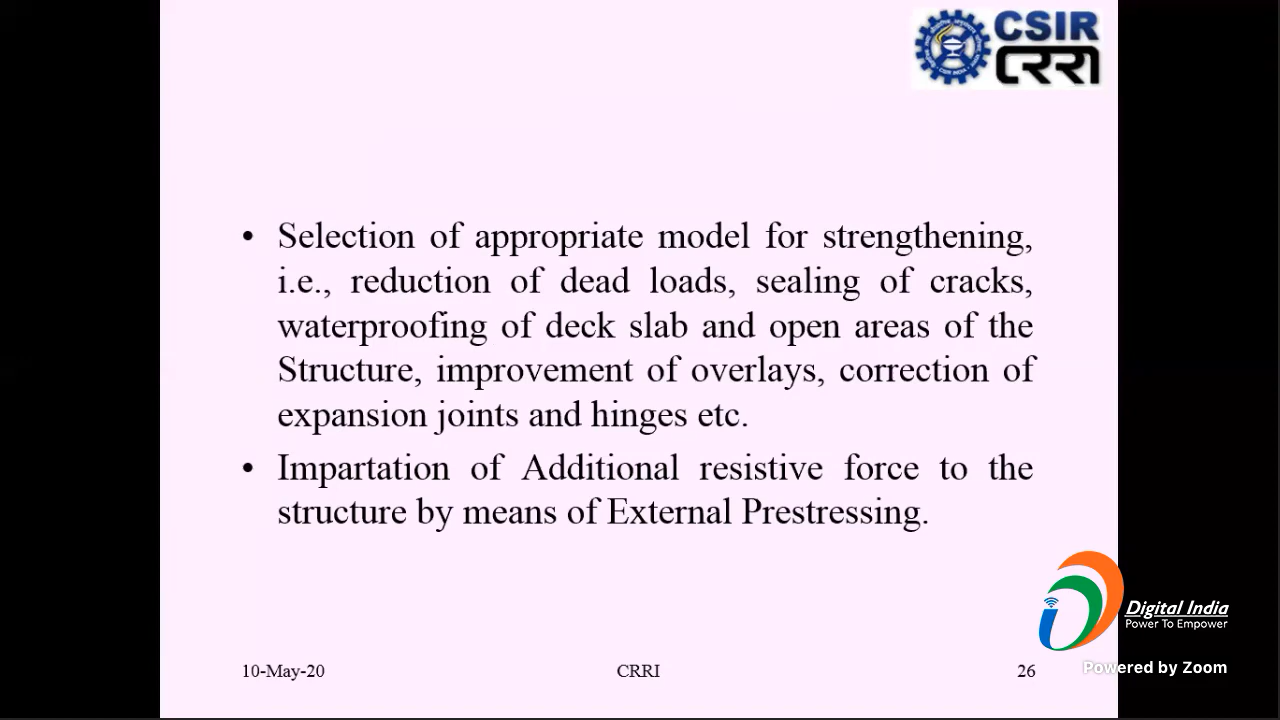 CSIR
CRRI
• Selection of appropriate model for strengthening,
i.e., reduction of dead loads, sealing of cracks,
waterproofing of deck slab and open areas of the
Structure, improvement of overlays, correction of
expansion joints and hinges etc.
• Impartation of Additional resistive force to the
structure by means of External Prestressing.
Digital India
Power To Empower
Powered by Zoom
10-May-20
CRRI
26